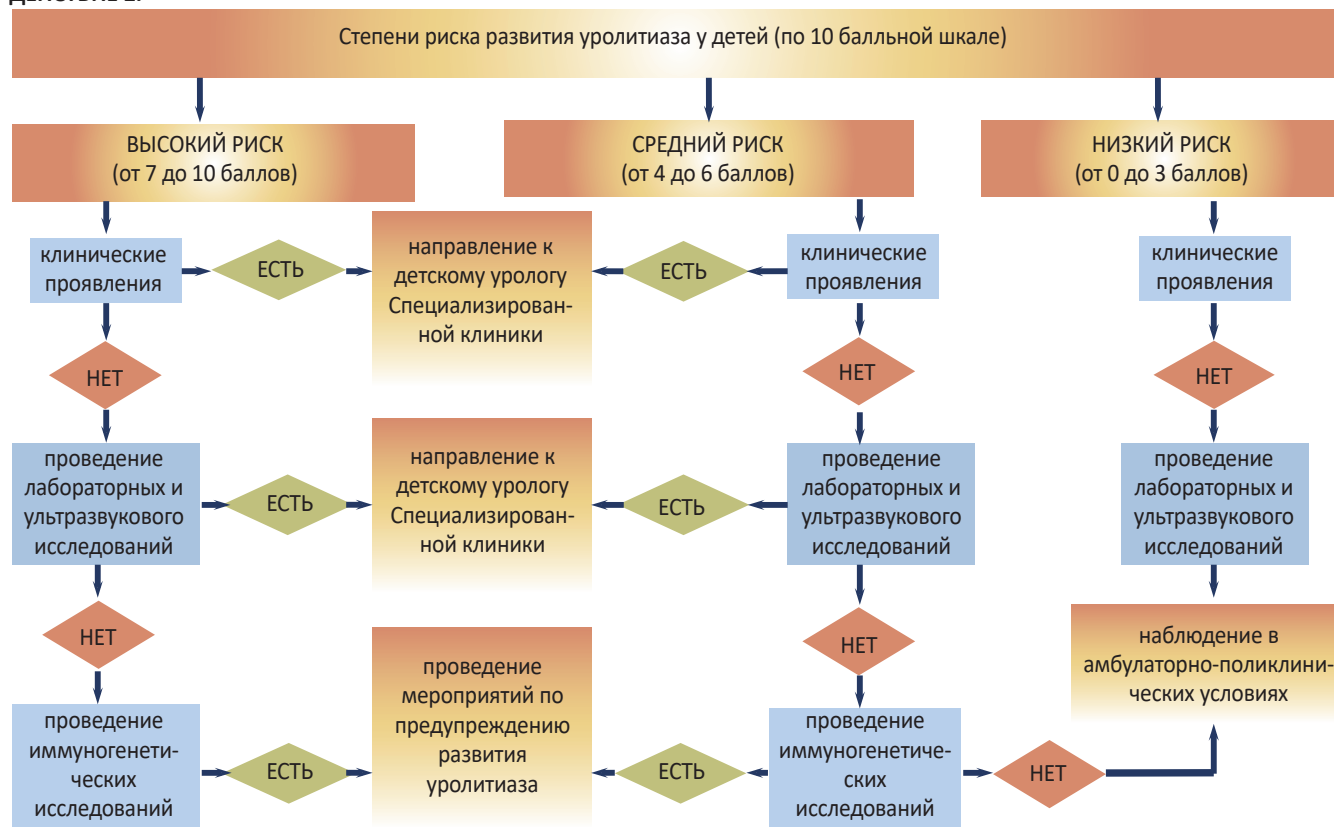 Степени риска развития уролитиаза у детей (по 10 балльной шкале)
ВЫСОКИЙ РИСК
(от 7 до 10 баллов)
СРЕДНИЙ РИСК
(от 4 до 6 баллов)
НИЗКИЙ РИСК
(от 0 до 3 баллов)
клинические
проявления
ЕСТЬ
направление к
детскому урологу
Специализирован-
ной клиники
ЕСТЬ
клинические
проявления
клинические
проявления
НЕТ
НЕТ
НЕТ
проведение
лабораторных и
ультразвукового
исследований
ЕСТЬ
направление к
детскому урологу
Специализирован-
ной клиники
ЕСТЬ
проведение
лабораторных и
ультразвукового
исследований
проведение
лабораторных и
ультразвукового
исследований
НЕТ
НЕТ
наблюдение в
амбулаторно-поликлини-
ческих условиях
проведение
иммуногенети-
ческих
исследований
ЕСТЬ
проведение
мероприятий по
предупреждению
развития
уролитиаза
ЕСТЬ
проведение
иммуногенетиче-
ских
исследований
НЕТ